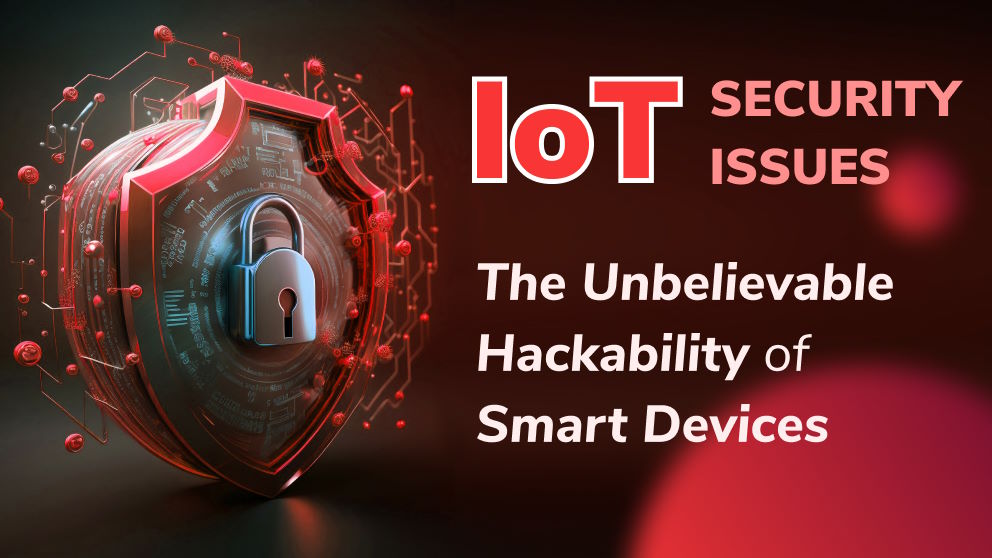 IoT SECURITY
ISSUES
The Unbelievable
Hackability of
Smart Devices